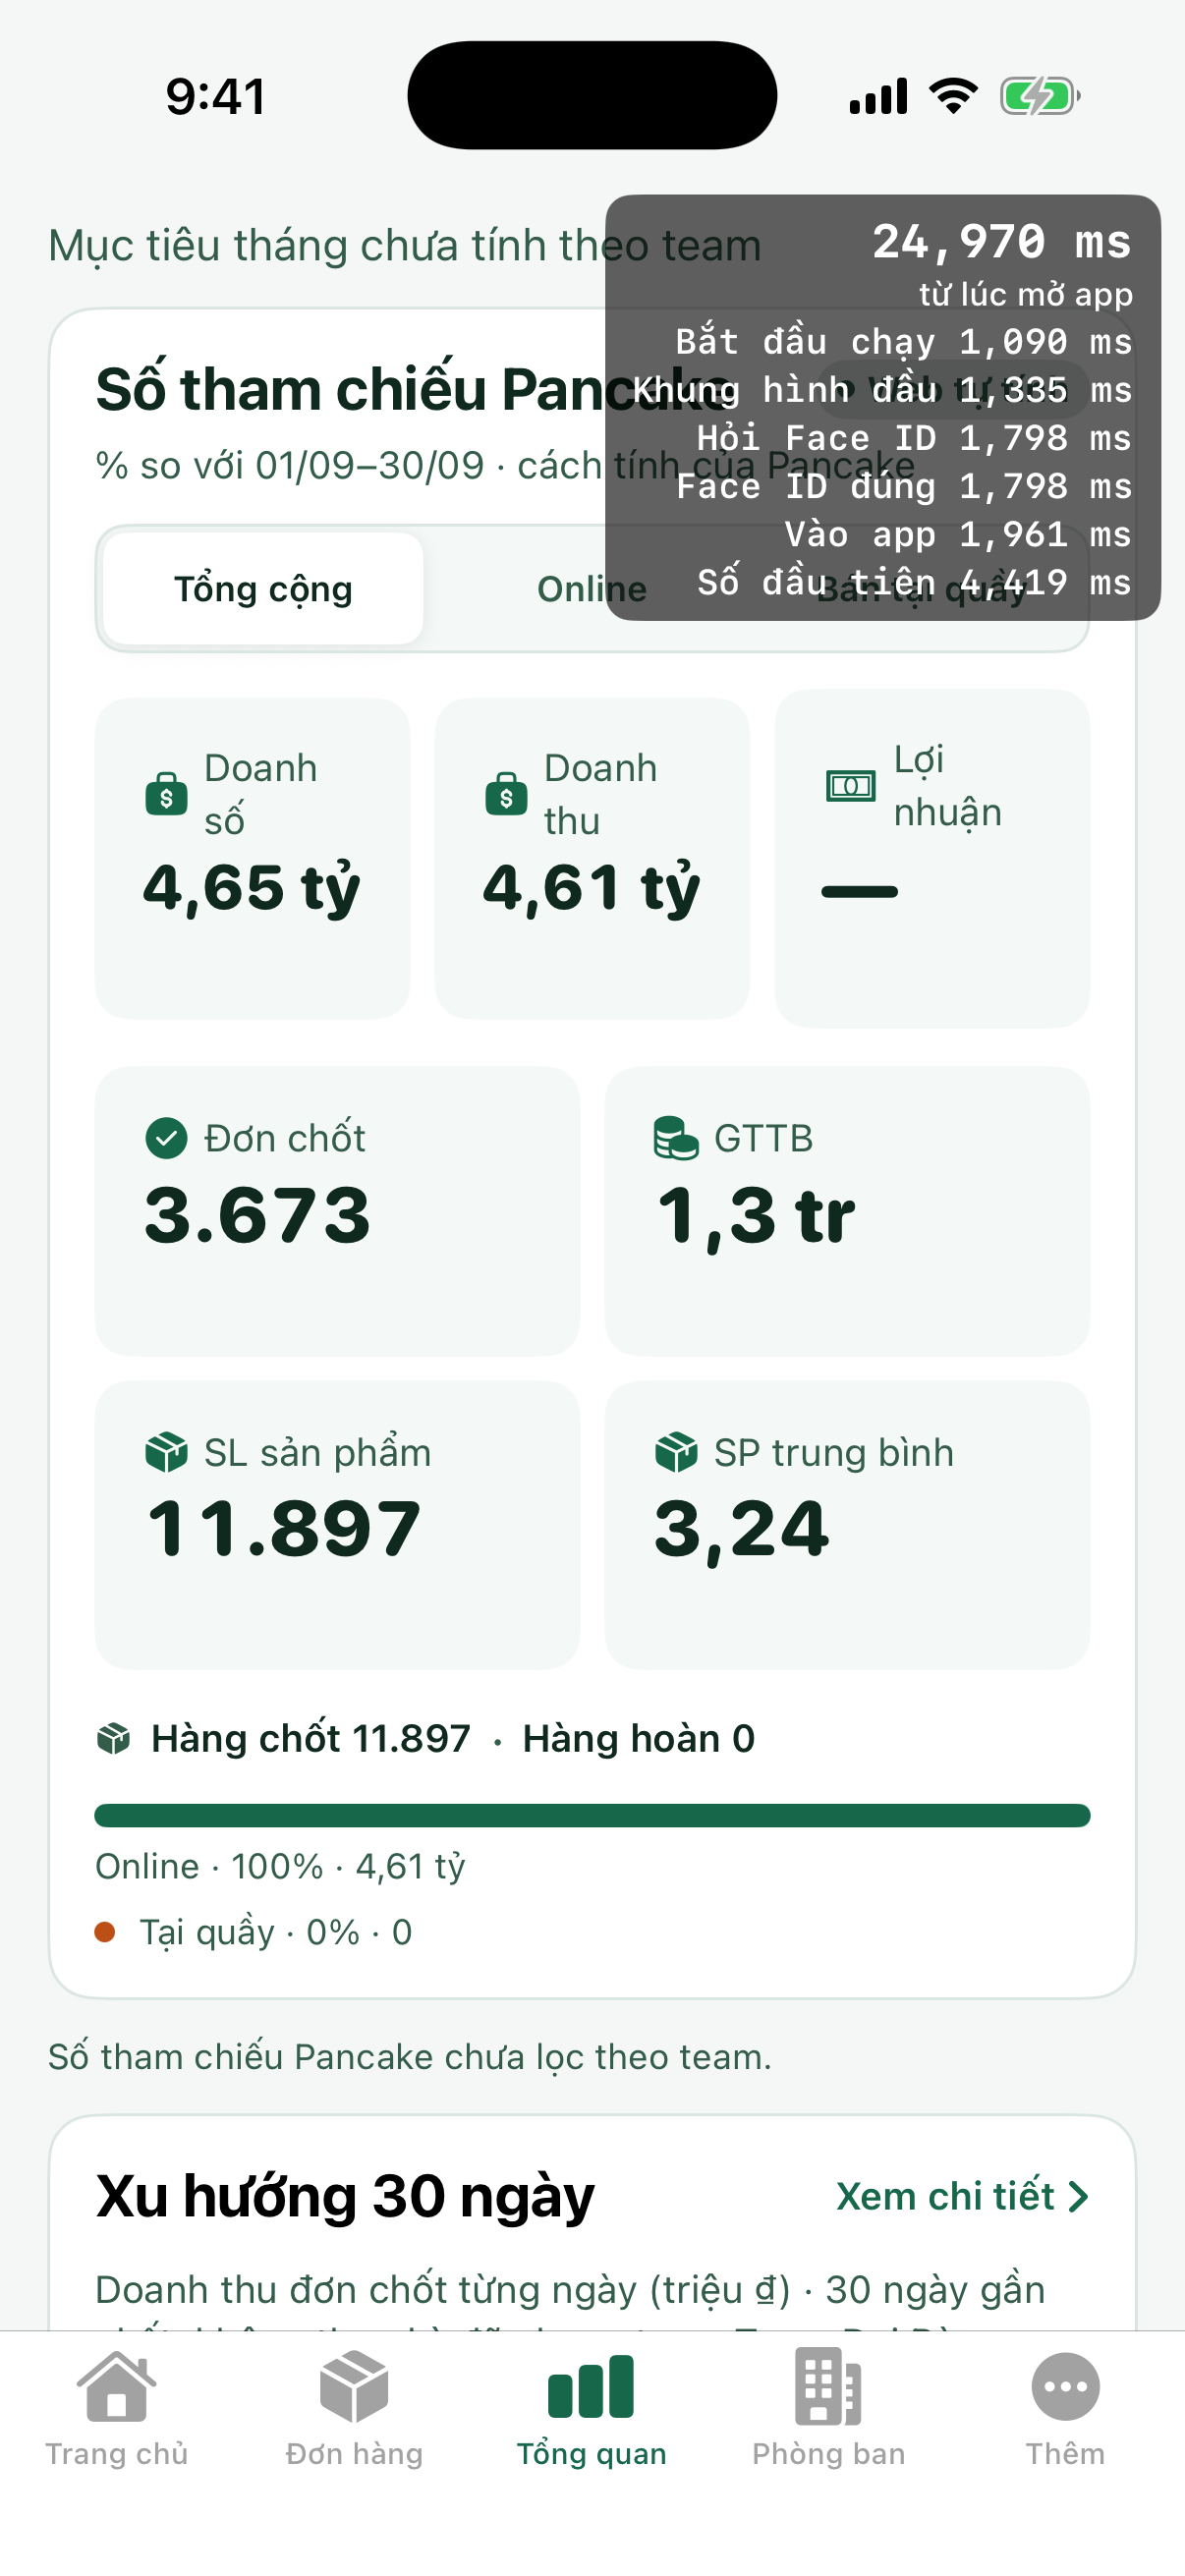 9:41
Mục tiêu tháng chưa tính theo team
24,970 ms
từ lúc mở app
Bắt đầu chạy 1,090 ms
Khung hình đầu 1,335 ms
Hỏi Face ID 1,798 ms
Face ID đúng 1,798 ms
Vào app 1,961 ms
Số đầu tiên 4,419 ms
Số tham chiếu Pancake
Web tự tính
% so với 01/09–30/09 · cách tính của Pancake
Tổng cộng
Online
Bán tại quầy
Doanh số
4,65 tỷ
Doanh thu
4,61 tỷ
Lợi nhuận
—
Đơn chốt
3.673
GTTB
1,3 tr
SL sản phẩm
11.897
SP trung bình
3,24
Hàng chốt 11.897 · Hàng hoàn 0
Online · 100% · 4,61 tỷ
Tại quầy · 0% · 0
Số tham chiếu Pancake chưa lọc theo team.
Xu hướng 30 ngày
Xem chi tiết
Doanh thu đơn chốt từng ngày (triệu ₫) · 30 ngày gần
Trang chủ
Đơn hàng
Tổng quan
Phòng ban
Thêm